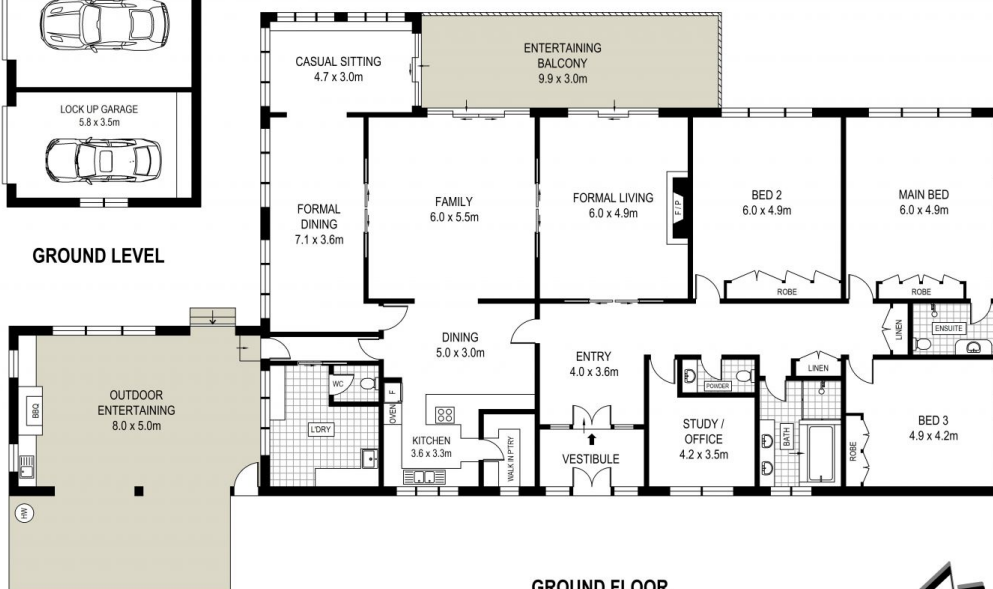 LOCK UP GARAGE
5.8 x 3.5m
GROUND LEVEL
CASUAL SITTING
4.7 x 3.0m
ENTERTAINING
BALCONY
9.9 x 3.0m
FORMAL
DINING
7.1 x 3.6m
FAMILY
6.0 x 5.5m
FORMAL LIVING
6.0 x 4.9m
F/P
BED 2
6.0 x 4.9m
ROBE
MAIN BED
6.0 x 4.9m
ROBE
LINEN
ENSUITE
OUTDOOR
ENTERTAINING
8.0 x 5.0m
BBQ
HW
WC
L'DRY
DINING
5.0 x 3.0m
F.
OVEN
KITCHEN
3.6 x 3.3m
WALK IN P'TRY
ENTRY
4.0 x 3.6m
VESTIBULE
POWDER
STUDY /
OFFICE
4.2 x 3.5m
LINEN
BATH
ROBE
BED 3
4.9 x 4.2m
GROUND FLOOR